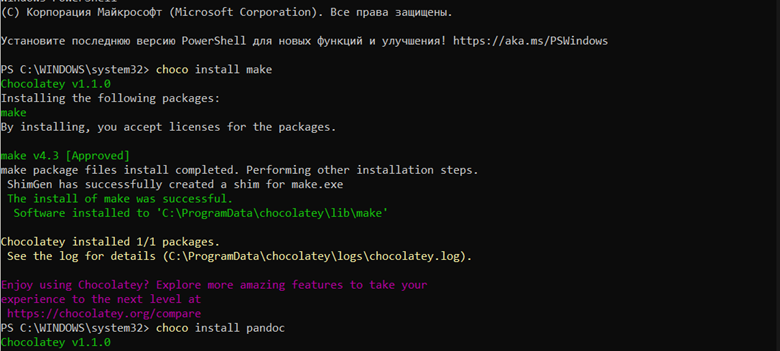 Windows PowerShell
(C) Корпорация Майкрософт (Microsoft Corporation). Все права защищены.
Установите последнюю версию PowerShell для новых функций и улучшения! https://aka.ms/PSWindows
PS C:\WINDOWS\system32> choco install make
Chocolatey v1.1.0
Installing the following packages:
make
By installing, you accept licenses for the packages.
make v4.3 [Approved]
make package files install completed. Performing other installation steps.
ShimGen has successfully created a shim for make.exe
The install of make was successful.
Software installed to 'C:\ProgramData\chocolatey\lib\make'
Chocolatey installed 1/1 packages.
See the log for details (C:\ProgramData\chocolatey\logs\chocolatey.log).
Enjoy using Chocolatey? Explore more amazing features to take your
experience to the next level at
https://chocolatey.org/compare
PS C:\WINDOWS\system32> choco install pandoc
Chocolatey v1.1.0